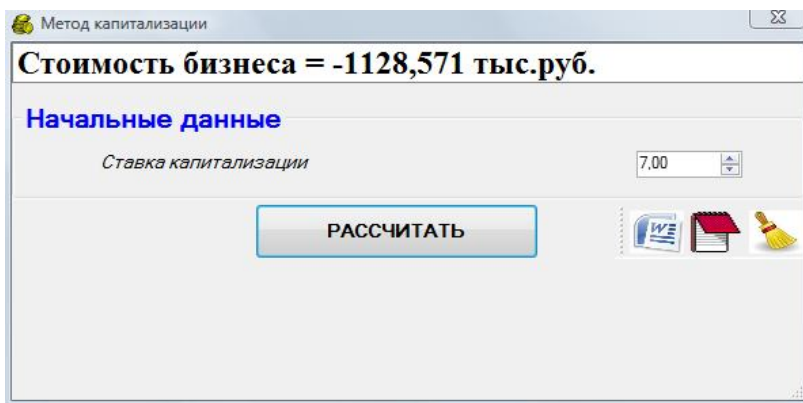 Метод капитализации
Стоимость бизнеса = -1128,571 тыс.руб.
Начальные данные
Ставка капитализации 7,00
РАССЧИТАТЬ
W